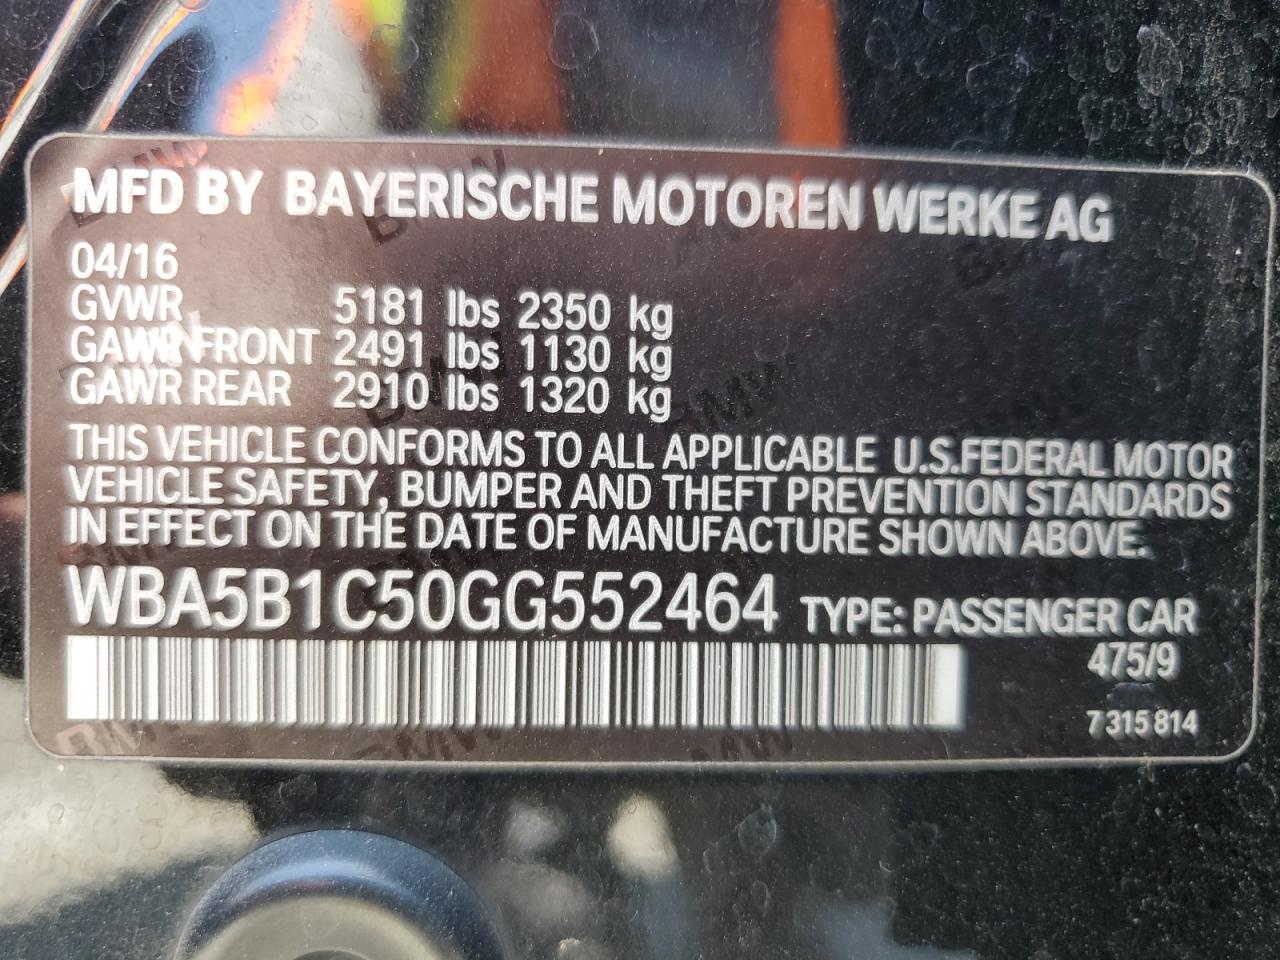 MFD BY BAYERISCHE MOTOREN WERKE AG
04/16
GVWR 5181 lbs 2350 kg
GAWR FRONT 2491 lbs 1130 kg
GAWR REAR 2910 lbs 1320 kg
THIS VEHICLE CONFORMS TO ALL APPLICABLE U.S.FEDERAL MOTOR
VEHICLE SAFETY, BUMPER AND THEFT PREVENTION STANDARDS
IN EFFECT ON THE DATE OF MANUFACTURE SHOWN ABOVE.
WBA5B1C50GG552464 TYPE: PASSENGER CAR
475/9
7 315 814